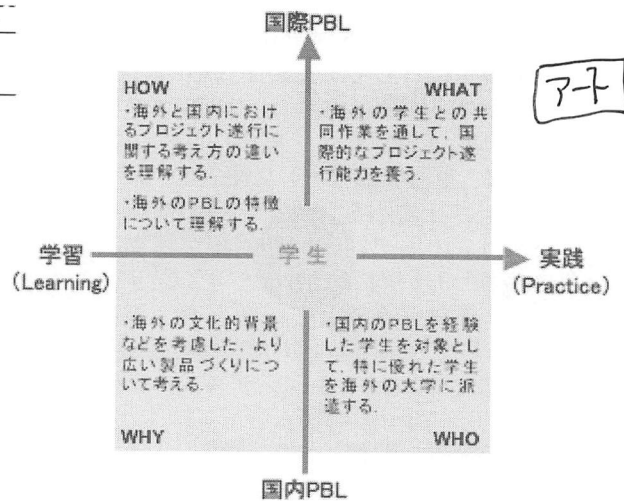 国際PBL
アート
HOW
・海外と国内におけ
るプロジェクト遂行に
関する考え方の違い
を理解する.
・海外のPBLの特徴
について理解する.
WHAT
・海外の学生との共
同作業を通して、国
際的なプロジェクト遂
行能力を養う.
学習
(Learning)
学生
実践
(Practice)
・海外の文化的背景
などを考慮した、より
広い製品づくりにつ
いて考える.
WHY
・国内のPBLを経験
した学生を対象とし
て、特に優れた学生
を海外の大学に派
遣する.
WHO
国内PBL